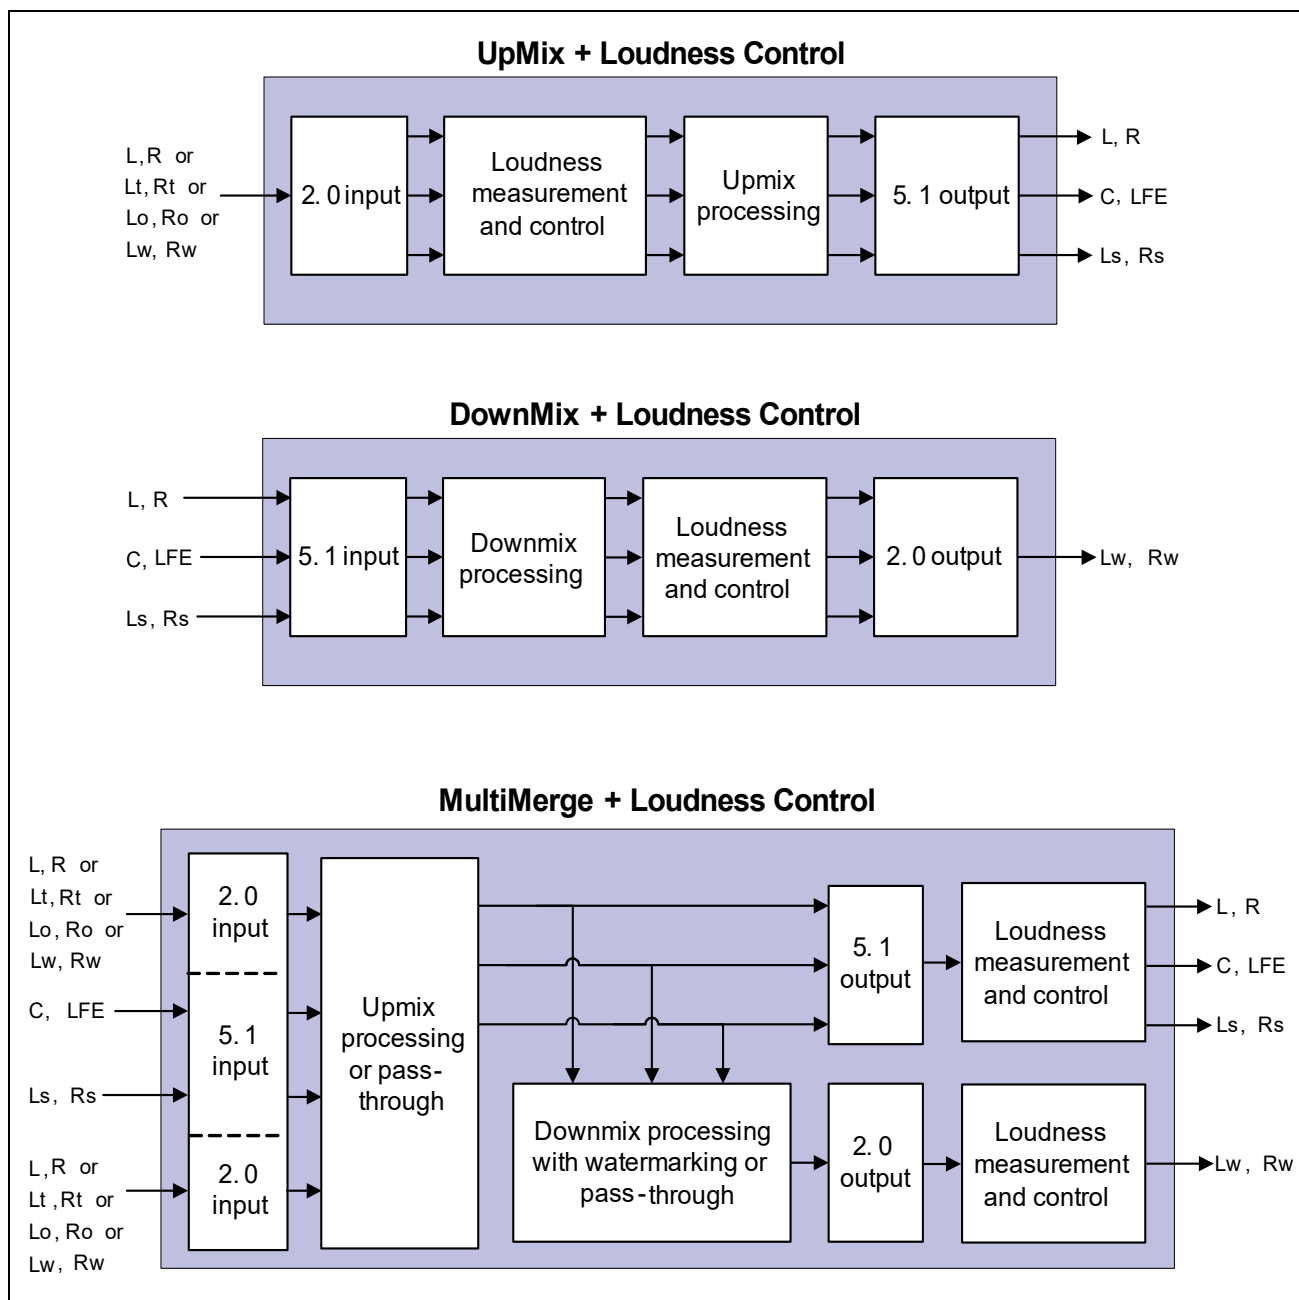 UpMix + Loudness Control
L, R or
Lt, Rt or
Lo, Ro or
Lw, Rw
2.0 input
Loudness
measurement
and control
Upmix
processing
5.1 output
L, R
C, LFE
Ls, Rs
DownMix + Loudness Control
L, R
C, LFE
Ls, Rs
5.1 input
Downmix
processing
Loudness
measurement
and control
2.0 output
Lw, Rw
MultiMerge + Loudness Control
L, R or
Lt, Rt or
Lo, Ro or
Lw, Rw
C, LFE
Ls, Rs
L, R or
Lt, Rt or
Lo, Ro or
Lw, Rw
2.0
input
5.1
input
2.0
input
Upmix
processing
or pass-
through
Downmix processing
with watermarking or
pass-through
5.1
output
2.0
output
Loudness
measurement
and control
Loudness
measurement
and control
L, R
C, LFE
Ls, Rs
Lw, Rw